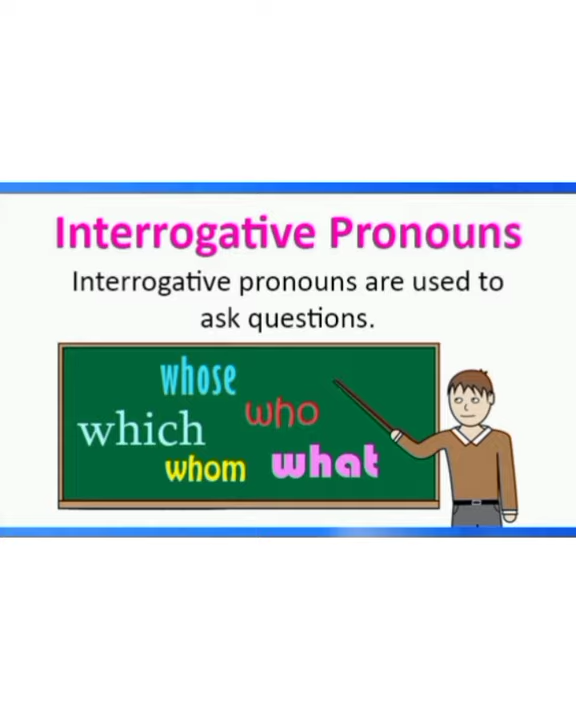 Interrogative Pronouns
Interrogative pronouns are used to
ask questions.
whose
who
which
whom
what